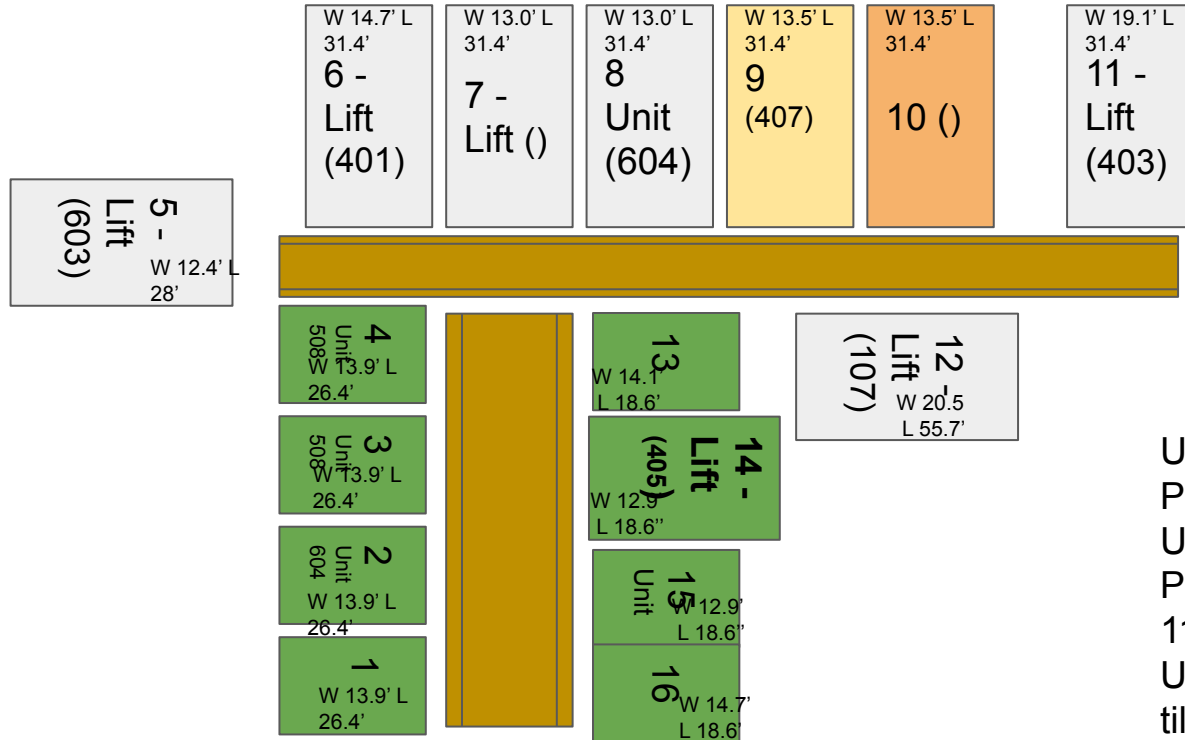 W 14.7’ L
31.4’
6 -
Lift
(401)
W 13.0’ L
31.4’
7 -
Lift ()
W 13.0’ L
31.4’
8
Unit
(604)
W 13.5’ L
31.4’
9
(407)
W 13.5’ L
31.4’
10 ()
W 19.1’ L
31.4’
11 -
Lift
(403)
5 -
Lift
(603)
W 12.4’ L
28’
4
Unit
508
W 13.9’ L
26.4’
3
Unit
508
W 13.9’ L
26.4’
2
Unit
604
W 13.9’ L
26.4’
1
W 13.9’ L
26.4’
13
W 14.1’
L 18.6’
14 -
Lift
(405)
W 12.9’
L 18.6’’
15
Unit
W 12.9’
L 18.6’’
16
W 14.7’
L 18.6’
12 -
Lift
(107)
W 20.5
L 55.7’
U
P
U
P
11
U
til